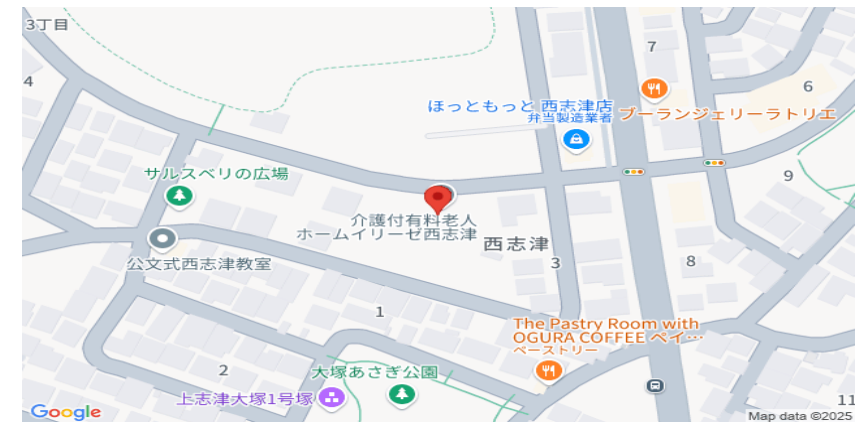 3丁目
7
4
6
ほっともっと 西志津店
弁当製造業者
ブーランジェリーラトリエ
サルスベリの広場
9
介護付有料老人
ホームイリーゼ西志津
西志津
公文式西志津教室
3
8
1
The Pastry Room with
OGURA COFFEE ペイ…
ペーストリー
2
大塚あさぎ公園
上志津大塚1号塚
11
Google
Map data ©2025